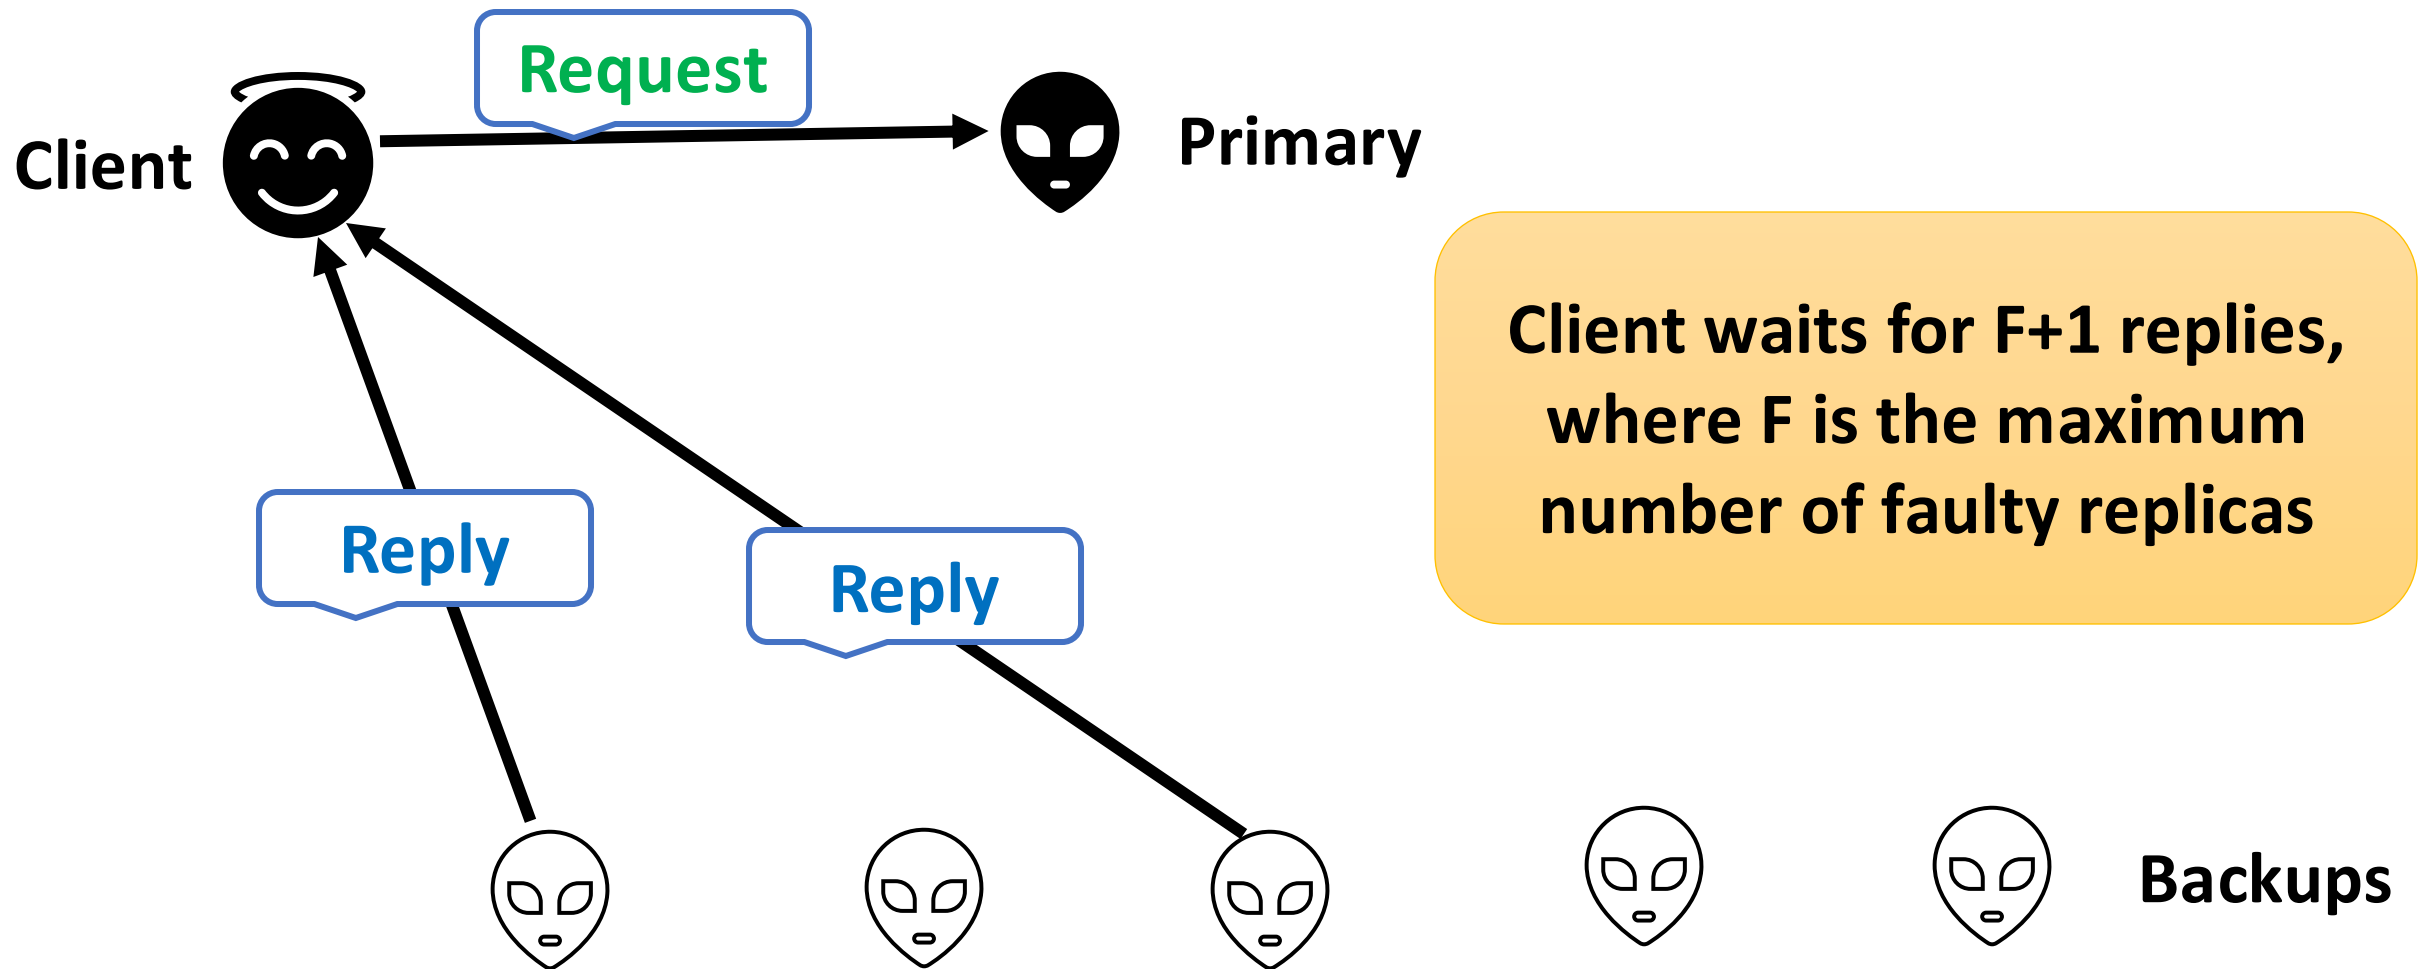 Request
Client
Primary
Client waits for F+1 replies,
where F is the maximum
number of faulty replicas
Reply
Reply
Backups